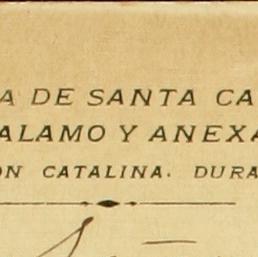 A DE SANTA CA
ALAMO Y ANEXA
ON CATALINA. DURA